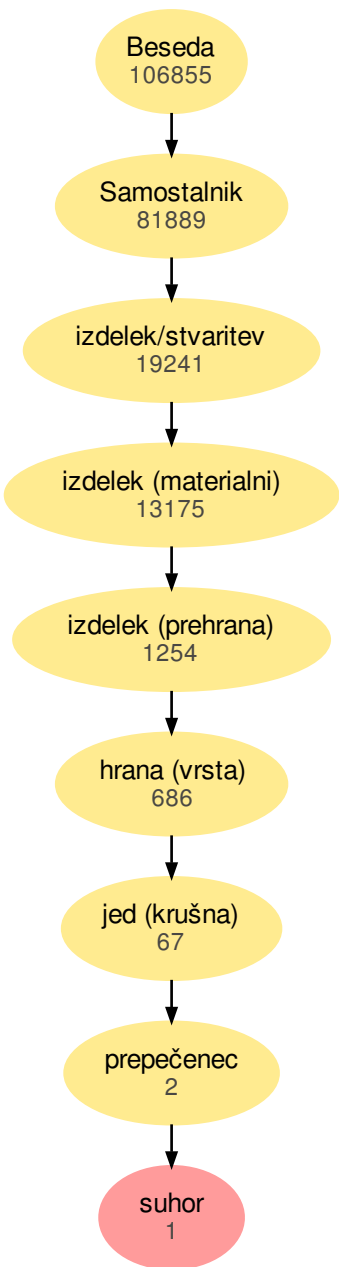 Beseda
106855
Samostalnik
81889
izdelek/stvaritev
19241
izdelek (materialni)
13175
izdelek (prehrana)
1254
hrana (vrsta)
686
jed (krušna)
67
prepečenec
2
suhor
1